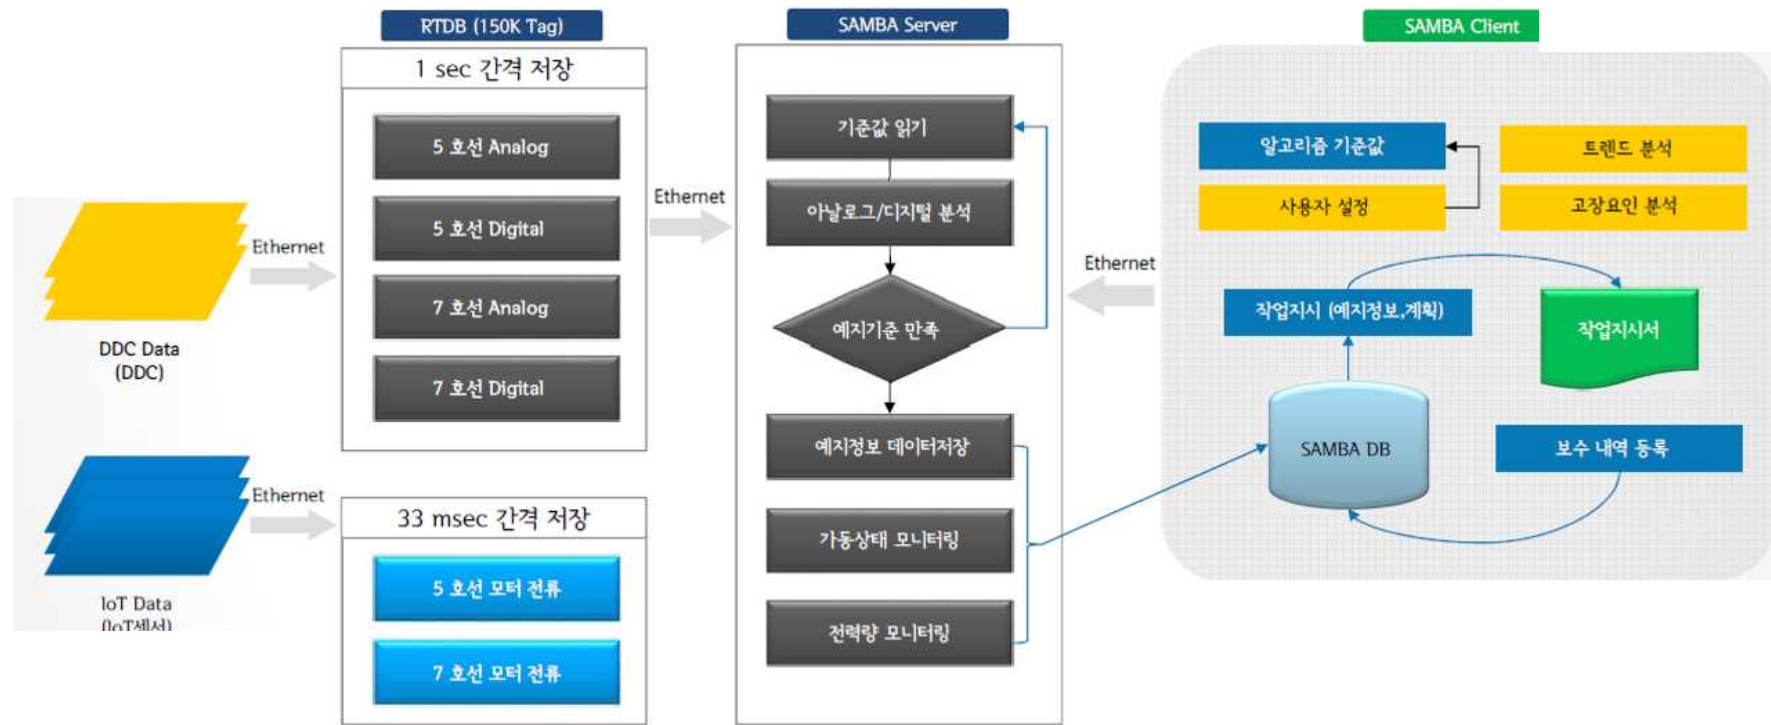 RTDB (150K Tag)
1 sec 간격 저장
5 호선 Analog
5 호선 Digital
7 호선 Analog
7 호선 Digital
33 msec 간격 저장
5 호선 모터 전류
7 호선 모터 전류
Ethernet
DDC Data
(DDC)
Ethernet
IoT Data
(IoT센서)
Ethernet
SAMBA Server
기준값 읽기
아날로그/디지털 분석
예지기준 만족
예지정보 데이터저장
가동상태 모니터링
전력량 모니터링
Ethernet
SAMBA Client
알고리즘 기준값
트렌드 분석
사용자 설정
고장요인 분석
작업지시 (예지정보,계획)
작업지시서
SAMBA DB
보수 내역 등록